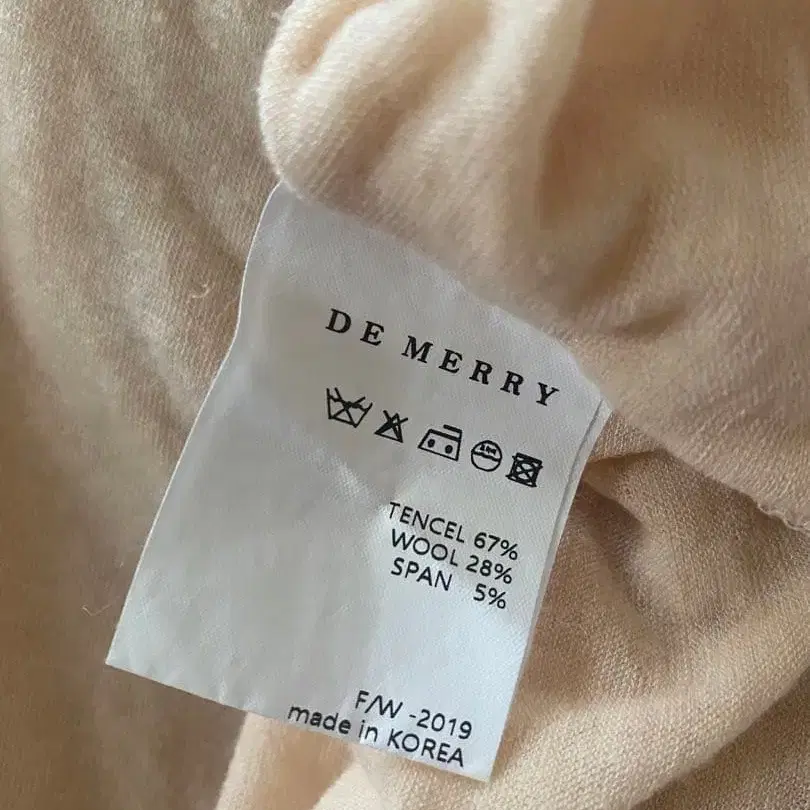 DE MERRY
TENCEL 67%
WOOL 28%
SPAN 5%
F/W -2019
made in KOREA